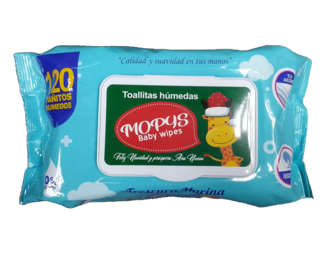 "Calidad y suavidad en tus manos"
120
PAÑITOS
HUMEDOS
Toallitas húmedas
MOPYS
Baby wipes
Feliz Navidad y próspero Año Nuevo
Frescura Marina